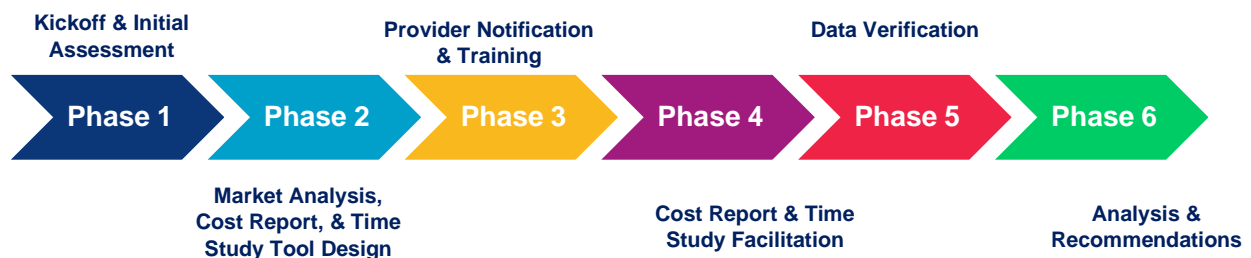 Kickoff & Initial
Assessment
Provider Notification
& Training
Data Verification
Phase 1
Phase 2
Phase 3
Phase 4
Phase 5
Phase 6
Market Analysis,
Cost Report, & Time
Study Tool Design
Cost Report & Time
Study Facilitation
Analysis &
Recommendations